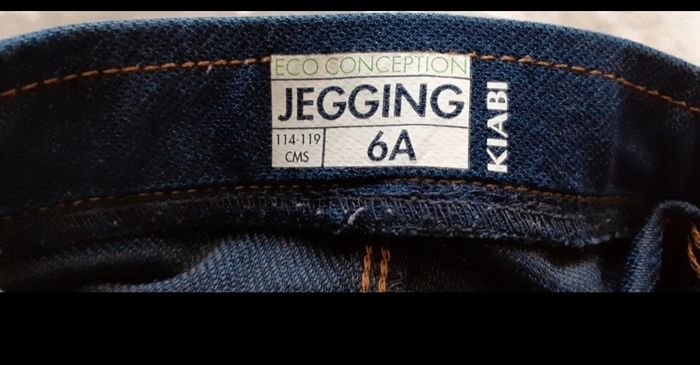 ECO CONCEPTION
JEGGING
114-119
CMS
6A
KIABI